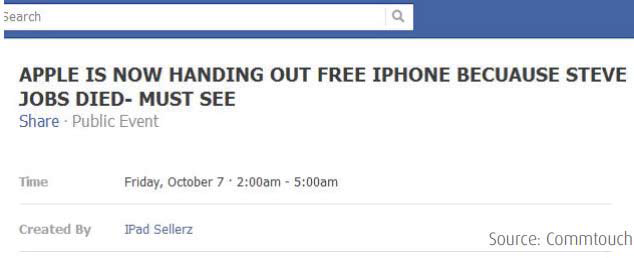 Search
APPLE IS NOW HANDING OUT FREE IPHONE BECUAUSE STEVE
JOBS DIED- MUST SEE
Share · Public Event
Time Friday, October 7 · 2:00am - 5:00am
Created By IPad Sellerz
Source: Commtouch